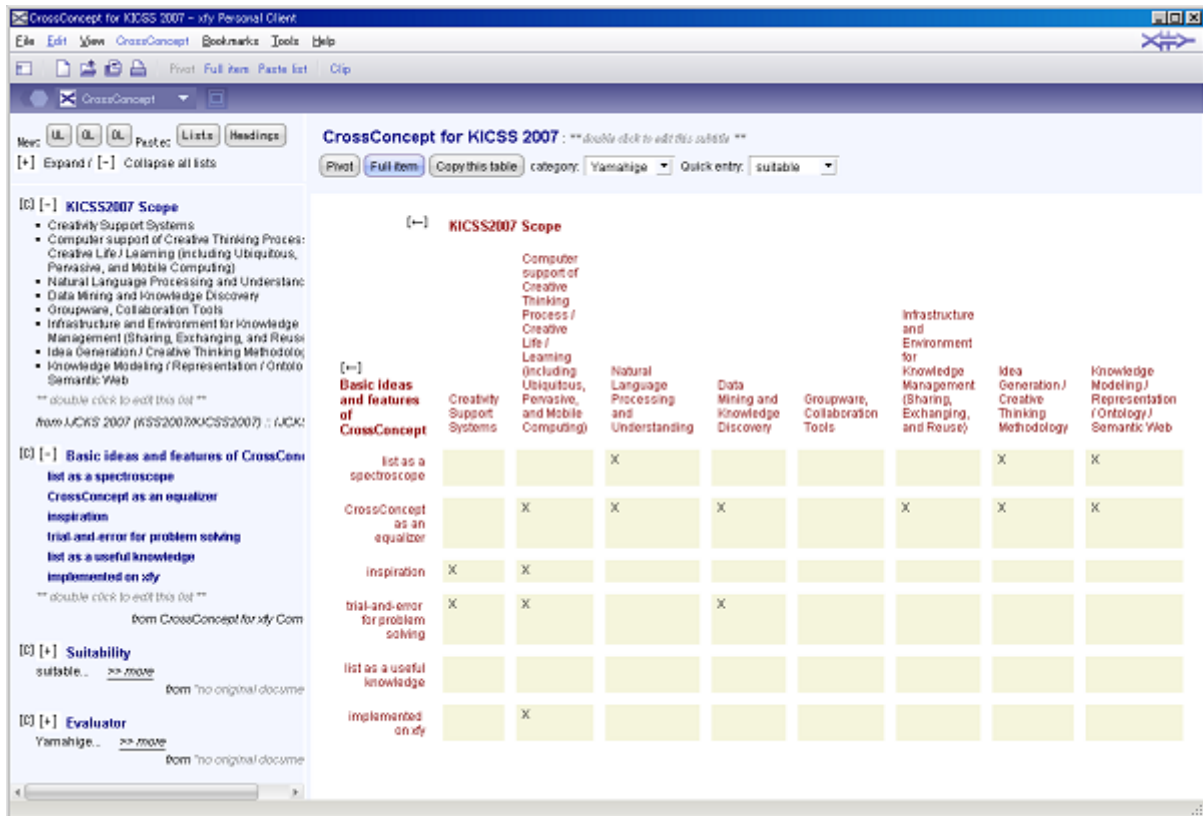 CrossConcept for KICSS 2007 - xfy Personal Client
File Edit View CrossConcept Bookmarks Tools Help
Pivot Full item Paste list Clip
CrossConcept
New: UL OL DL Paste: Lists Headings
[+] Expand / [-] Collapse all lists
[C] [-] KICSS2007 Scope
Creativity Support Systems
Computer support of Creative Thinking Proces
Creative Life / Learning (including Ubiquitous,
Pervasive, and Mobile Computing)
Natural Language Processing and Understanc
Data Mining and Knowledge Discovery
Groupware, Collaboration Tools
Infrastructure and Environment for Knowledge
Management (Sharing, Exchanging, and Reus
Idea Generation / Creative Thinking Methodolo
Knowledge Modeling / Representation / Ontolo
Semantic Web
** double click to edit this list **
from IJCKS 2007 (KSS2007/KICSS2007) :: IJCK
[C] [-] Basic ideas and features of CrossCon
list as a spectroscope
CrossConcept as an equalizer
inspiration
trial-and-error for problem solving
list as a useful knowledge
implemented on xfy
** double click to edit this list **
from CrossConcept for xfy Com
[C] [+] Suitability
suitable... >> more
from "no original docume
[C] [+] Evaluator
Yamahige... >> more
from "no original docume
CrossConcept for KICSS 2007 : ** double click to edit this subtitle **
Pivot Full item Copy this table category: Yamahige Quick entry: suitable
[←] KICSS2007 Scope
[←]
Basic ideas
and features
of
CrossConcept
Creativity
Support
Systems
Computer
support of
Creative
Thinking
Process /
Creative
Life /
Learning
(including
Ubiquitous,
Pervasive,
and Mobile
Computing)
Natural
Language
Processing
and
Understanding
Data
Mining and
Knowledge
Discovery
Groupware,
Collaboration
Tools
Infrastructure
and
Environment
for
Knowledge
Management
(Sharing,
Exchanging,
and Reuse)
Idea
Generation /
Creative
Thinking
Methodology
Knowledge
Modeling /
Representation
/ Ontology /
Semantic Web
list as a
spectroscope
X X X
CrossConcept
as an
equalizer
X X X X X X
inspiration
X X
trial-and-error
for problem
solving
X X X
list as a useful
knowledge
implemented
on xfy
X